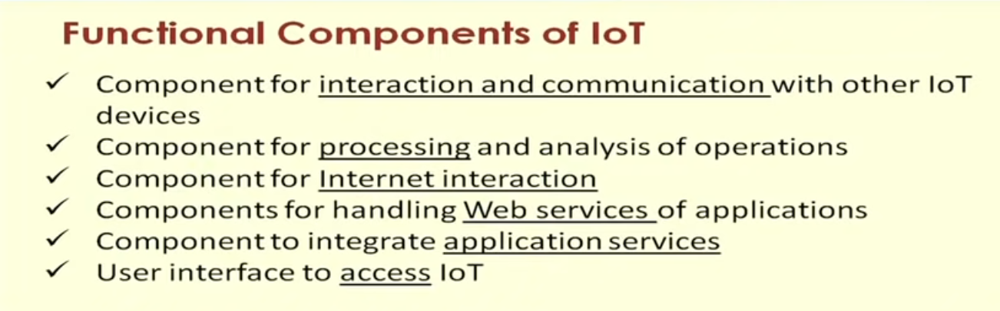 Functional Components of IoT
✓ Component for interaction and communication with other IoT
devices
✓ Component for processing and analysis of operations
✓ Component for Internet interaction
✓ Components for handling Web services of applications
✓ Component to integrate application services
✓ User interface to access IoT